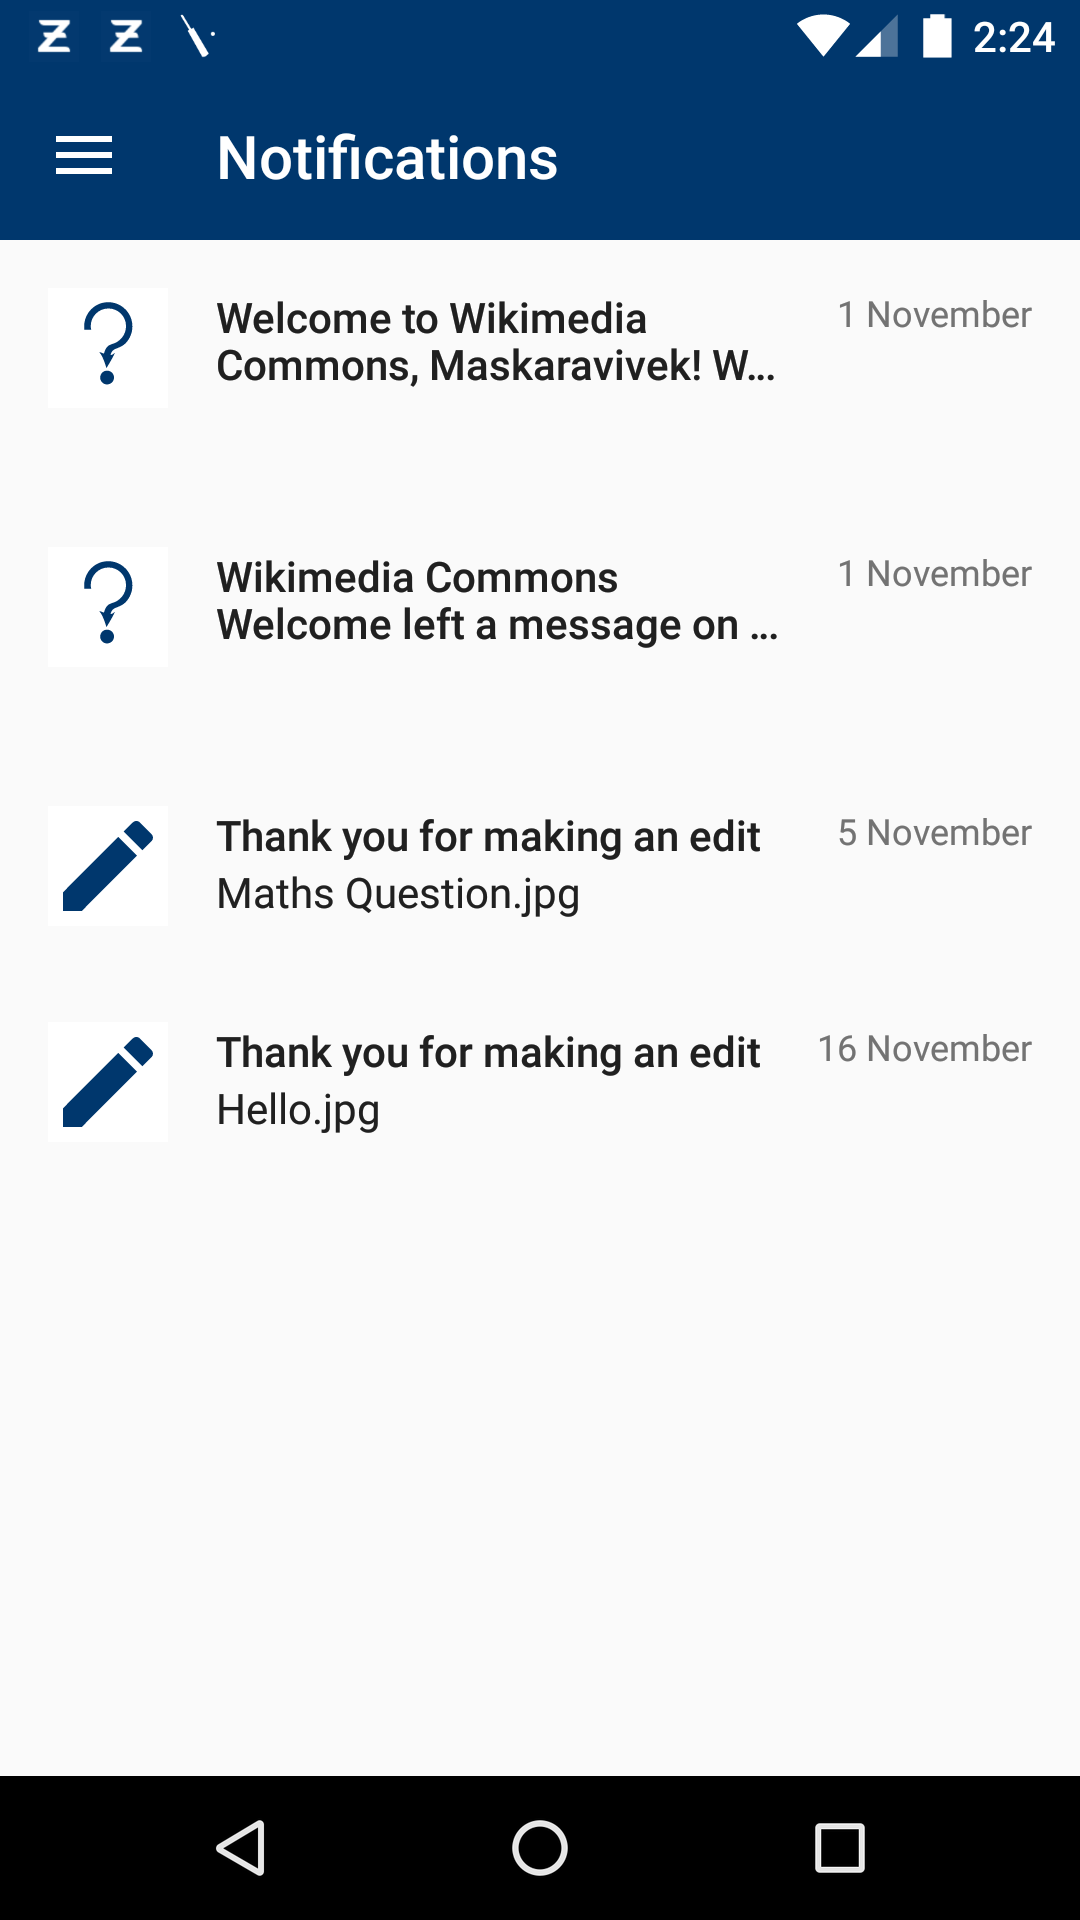 2:24
Notifications
Welcome to Wikimedia
Commons, Maskaravivek! W...
1 November
Wikimedia Commons
Welcome left a message on ...
1 November
Thank you for making an edit
5 November
Maths Question.jpg
Thank you for making an edit
16 November
Hello.jpg